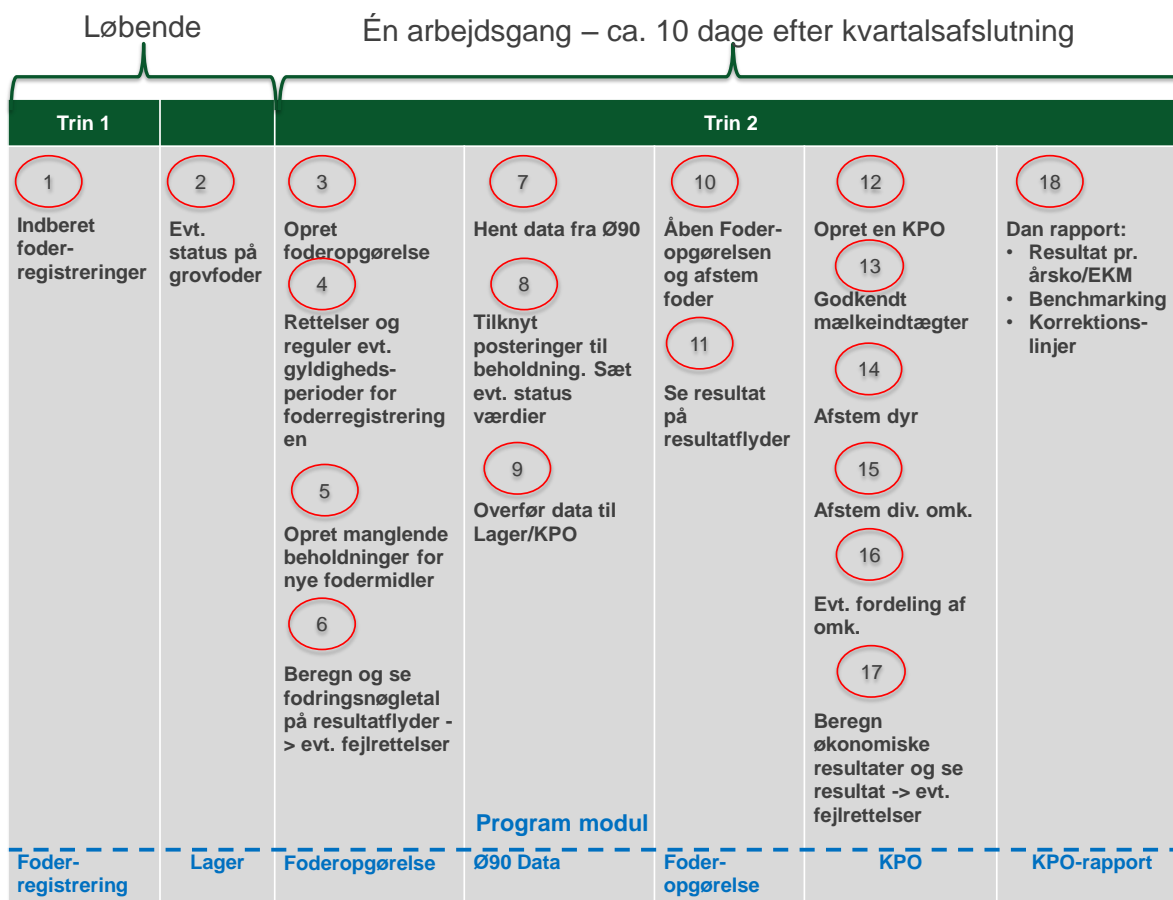 Løbende
Én arbejdsgang – ca. 10 dage efter kvartalsafslutning
Trin 1
Trin 2
1
Indberet
foder-
registreringer
2
Evt.
status på
grovfoder
3
Opret
foderopgørelse
4
Rettelser og
reguler evt.
gyldigheds-
perioder for
foderregistrering
en
5
Opret manglende
beholdninger for
nye fodermidler
6
Beregn og se
fodringsnøgletal
på resultatflyder -
> evt. fejlrettelser
7
Hent data fra Ø90
8
Tilknyt
posteringer til
beholdning. Sæt
evt. status
værdier
9
Overfør data til
Lager/KPO
10
Åben Foder-
opgørelsen
og afstem
foder
11
Se resultat
på
resultatflyder
12
Opret en KPO
13
Godkendt
mælkeindtægter
14
Afstem dyr
15
Afstem div. omk.
16
Evt. fordeling af
omk.
17
Beregn
økonomiske
resultater og se
resultat -> evt.
fejlrettelser
18
Dan rapport:
• Resultat pr.
årsko/EKM
• Benchmarking
• Korrektions-
linjer
Program modul
Foder-
registrering
Lager
Foderopgørelse
Ø90 Data
Foder-
opgørelse
KPO
KPO-rapport